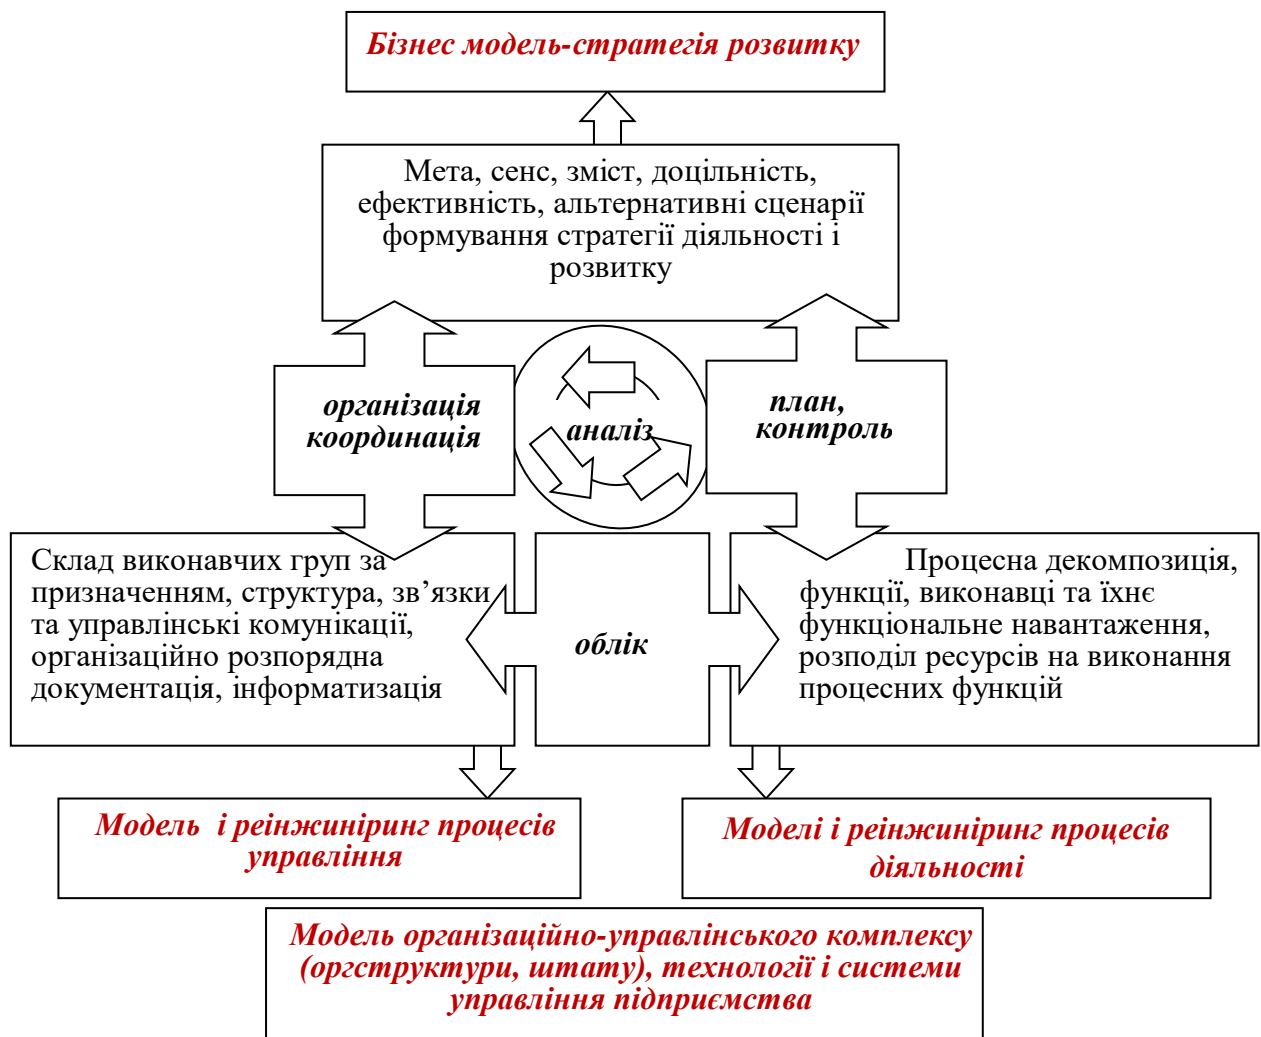 Бізнес модель-стратегія розвитку
Мета, сенс, зміст, доцільність,
ефективність, альтернативні сценарії
формування стратегії діяльності і
розвитку
організація
координація
аналіз
план,
контроль
Склад виконавчих груп за
призначенням, структура, зв’язки
та управлінські комунікації,
організаційно розпорядна
документація, інформатизація
облік
Процесна декомпозиція,
функції, виконавці та їхнє
функціональне навантаження,
розподіл ресурсів на виконання
процесних функцій
Модель і реінжиніринг процесів
управління
Моделі і реінжиніринг процесів
діяльності
Модель організаційно-управлінського комплексу
(оргструктури, штату), технології і системи
управління підприємства